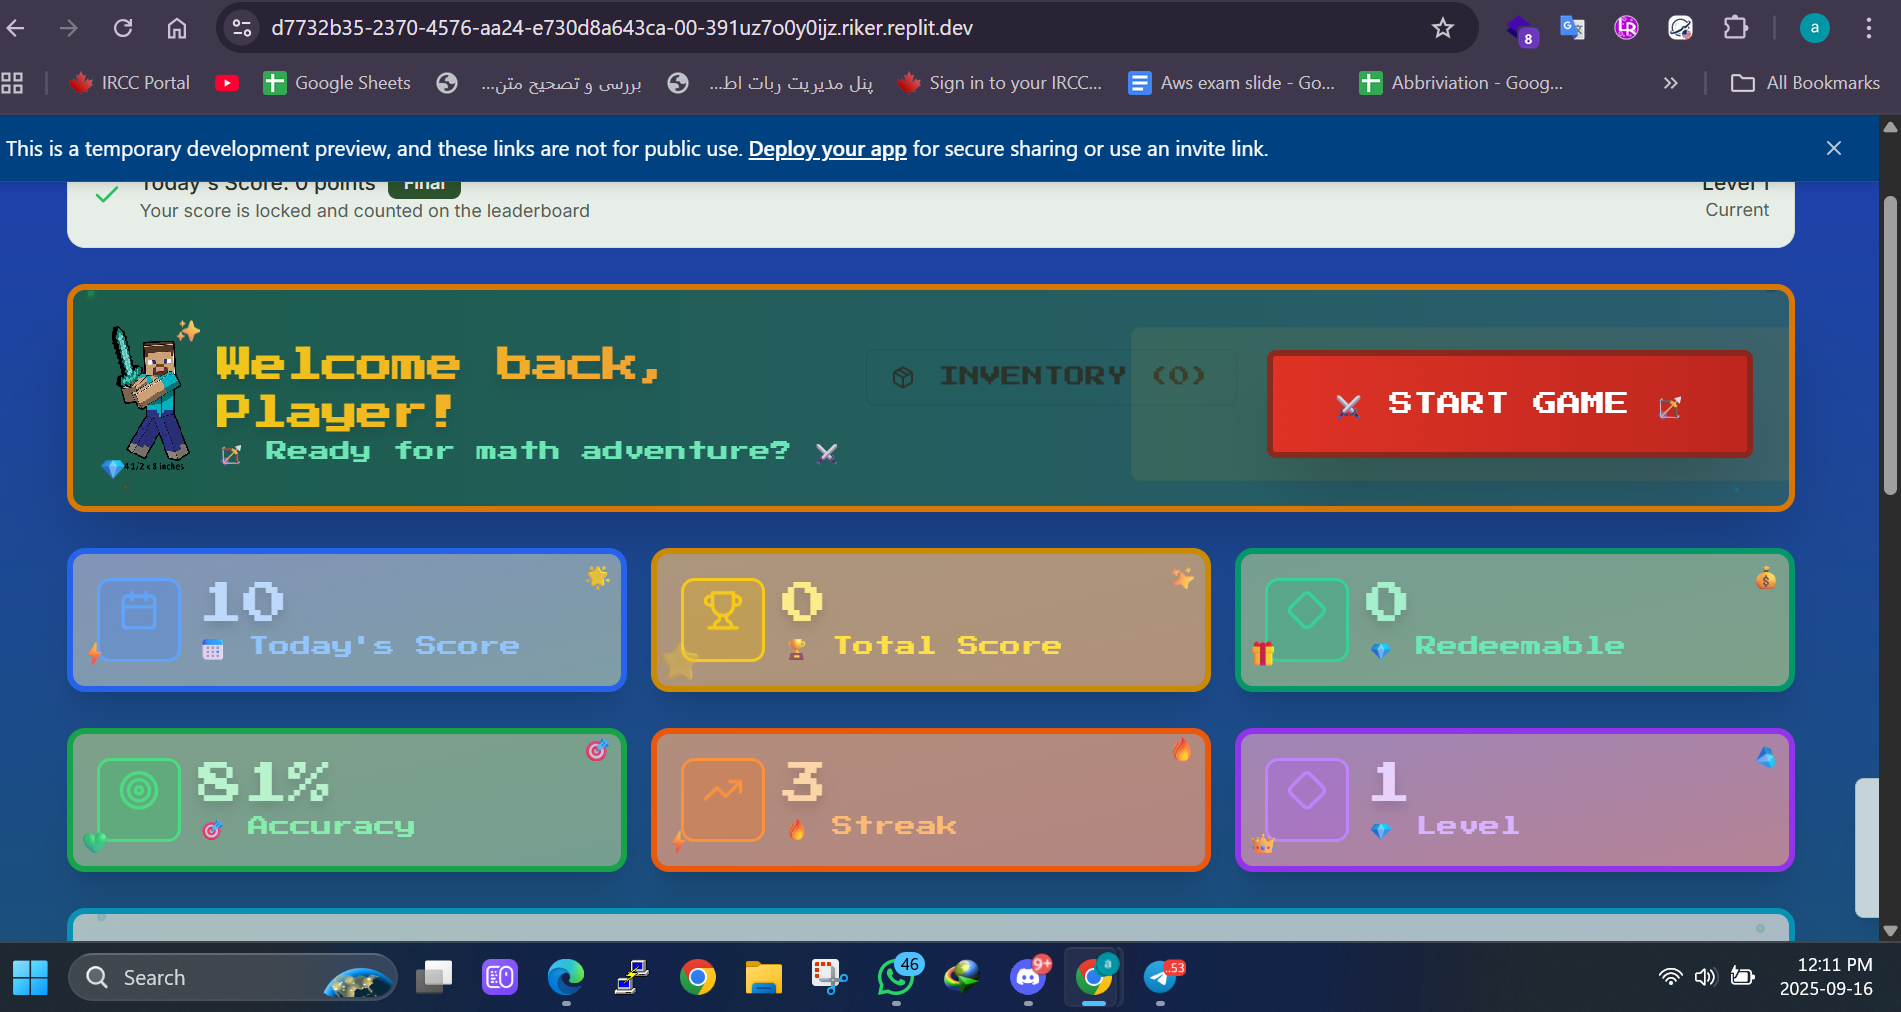 d7732b35-2370-4576-aa24-e730d8a643ca-00-391uz7o0y0ijz.riker.replit.dev
8
a
IRCC Portal
Google Sheets
بررسی و تصحیح متن...
پنل مدیریت ربات اط...
Sign in to your IRCC...
Aws exam slide - Go...
Abbriviation - Goog...
All Bookmarks
This is a temporary development preview, and these links are not for public use. Deploy your app for secure sharing or use an invite link.
Today's Score: 0 points
Final
Level 1
Your score is locked and counted on the leaderboard
Current
Welcome back,
Player!
Ready for math adventure?
4 1/2 x 8 inches
INVENTORY (0)
START GAME
10
Today's Score
0
Total Score
0
Redeemable
81%
Accuracy
3
Streak
1
Level
Search
46
9+
a
..53
12:11 PM
2025-09-16